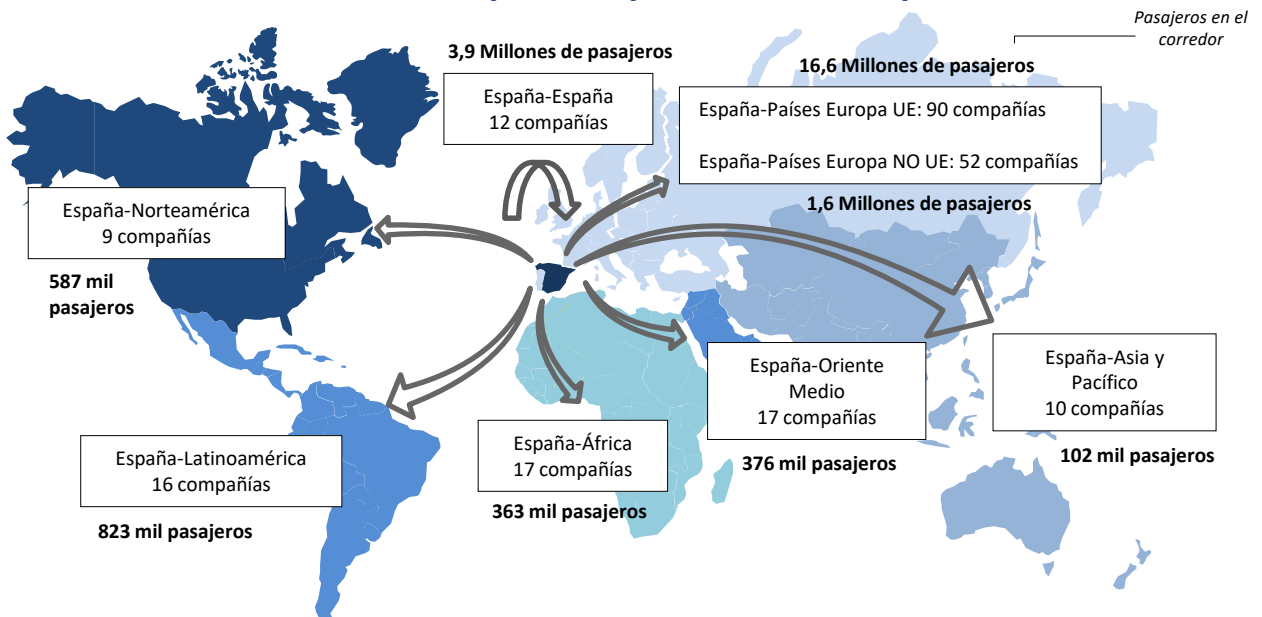 Pasajeros en el
corredor
3,9 Millones de pasajeros
España-España
12 compañías
16,6 Millones de pasajeros
España-Países Europa UE: 90 compañías
España-Países Europa NO UE: 52 compañías
1,6 Millones de pasajeros
España-Norteamérica
9 compañías
587 mil
pasajeros
España-Oriente
Medio
17 compañías
376 mil pasajeros
España-Asia y
Pacífico
10 compañías
102 mil pasajeros
España-África
17 compañías
363 mil pasajeros
España-Latinoamérica
16 compañías
823 mil pasajeros